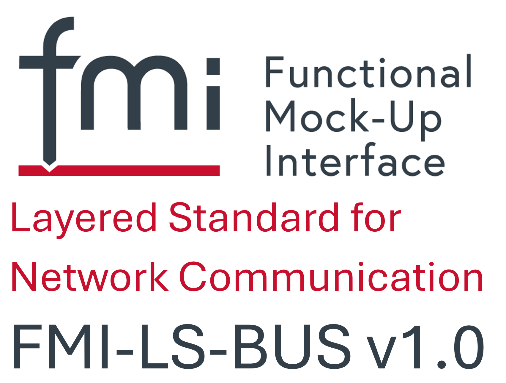 fmi
Functional
Mock-Up
Interface
Layered Standard for
Network Communication
FMI-LS-BUS v1.0